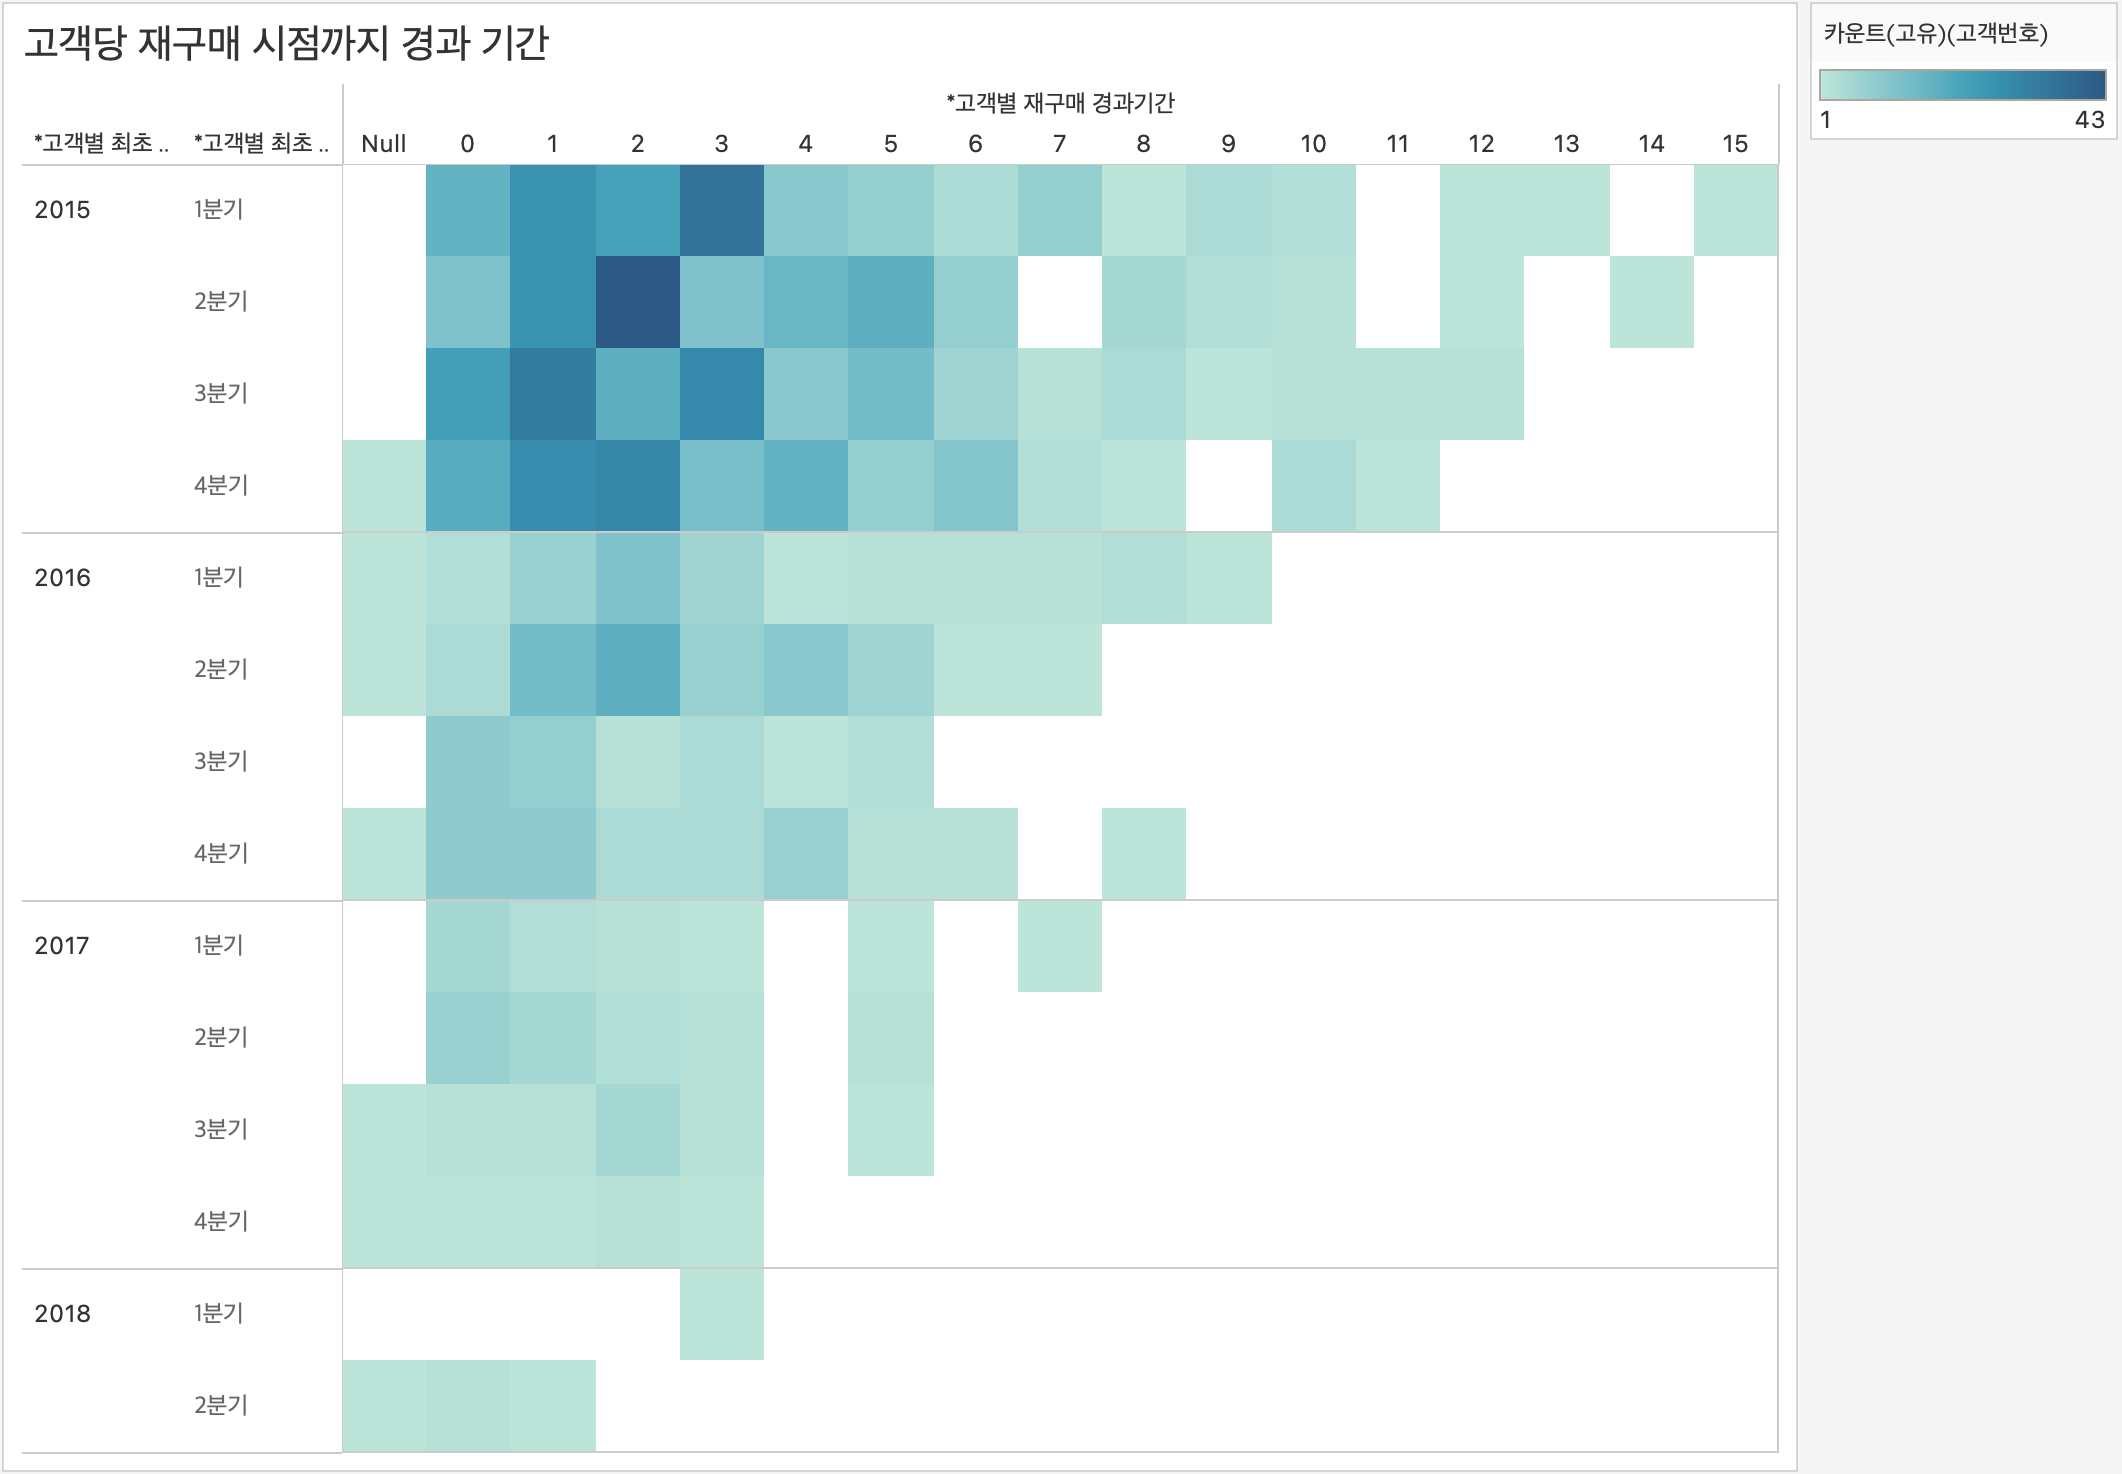 고객당 재구매 시점까지 경과 기간
카운트(고유)(고객번호)
1 43
*고객별 재구매 경과기간
*고객별 최초 .. *고객별 최초 .. Null 0 1 2 3 4 5 6 7 8 9 10 11 12 13 14 15
2015 1분기
2분기
3분기
4분기
2016 1분기
2분기
3분기
4분기
2017 1분기
2분기
3분기
4분기
2018 1분기
2분기